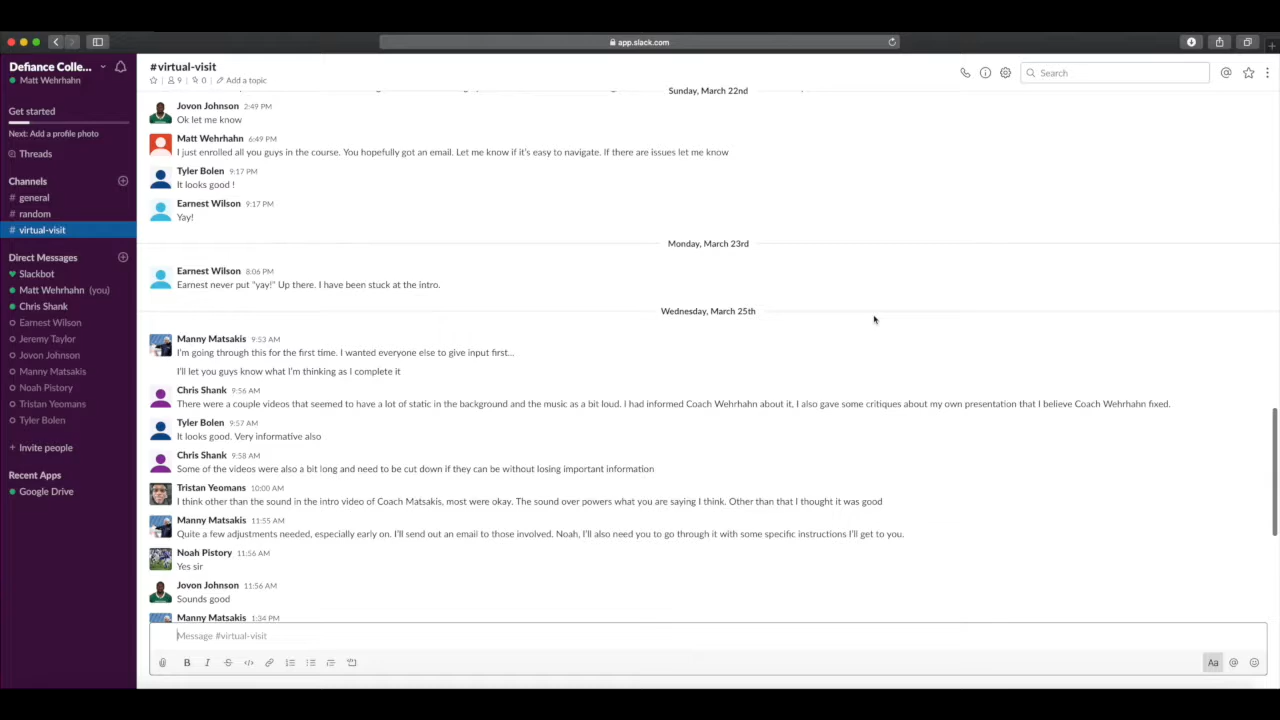 app.slack.com
Defiance Colle...
Matt Wehrhahn
Get started
Next: Add a profile photo
Threads
Channels
# general
# random
# virtual-visit
Direct Messages
Slackbot
Matt Wehrhahn (you)
Chris Shank
Earnest Wilson
Jeremy Taylor
Jovon Johnson
Manny Matsakis
Noah Pistory
Tristan Yeomans
Tyler Bolen
+ Invite people
Recent Apps
Google Drive
#virtual-visit
9 | 0 | Add a topic
Search
Sunday, March 22nd
Jovon Johnson 2:49 PM
Ok let me know
Matt Wehrhahn 6:49 PM
I just enrolled all you guys in the course. You hopefully got an email. Let me know if it's easy to navigate. If there are issues let me know
Tyler Bolen 9:17 PM
It looks good !
Earnest Wilson 9:17 PM
Yay!
Monday, March 23rd
Earnest Wilson 8:06 PM
Earnest never put "yay!" Up there. I have been stuck at the intro.
Wednesday, March 25th
Manny Matsakis 9:53 AM
I'm going through this for the first time. I wanted everyone else to give input first...
I'll let you guys know what I'm thinking as I complete it
Chris Shank 9:56 AM
There were a couple videos that seemed to have a lot of static in the background and the music as a bit loud. I had informed Coach Wehrhahn about it, I also gave some critiques about my own presentation that I believe Coach Wehrhahn fixed.
Tyler Bolen 9:57 AM
It looks good. Very informative also
Chris Shank 9:58 AM
Some of the videos were also a bit long and need to be cut down if they can be without losing important information
Tristan Yeomans 10:00 AM
I think other than the sound in the intro video of Coach Matsakis, most were okay. The sound over powers what you are saying I think. Other than that I thought it was good
Manny Matsakis 11:55 AM
Quite a few adjustments needed, especially early on. I'll send out an email to those involved. Noah, I'll also need you to go through it with some specific instructions I'll get to you.
Noah Pistory 11:56 AM
Yes sir
Jovon Johnson 11:56 AM
Sounds good
Manny Matsakis 1:34 PM
Message #virtual-visit
B I S </> Aa @